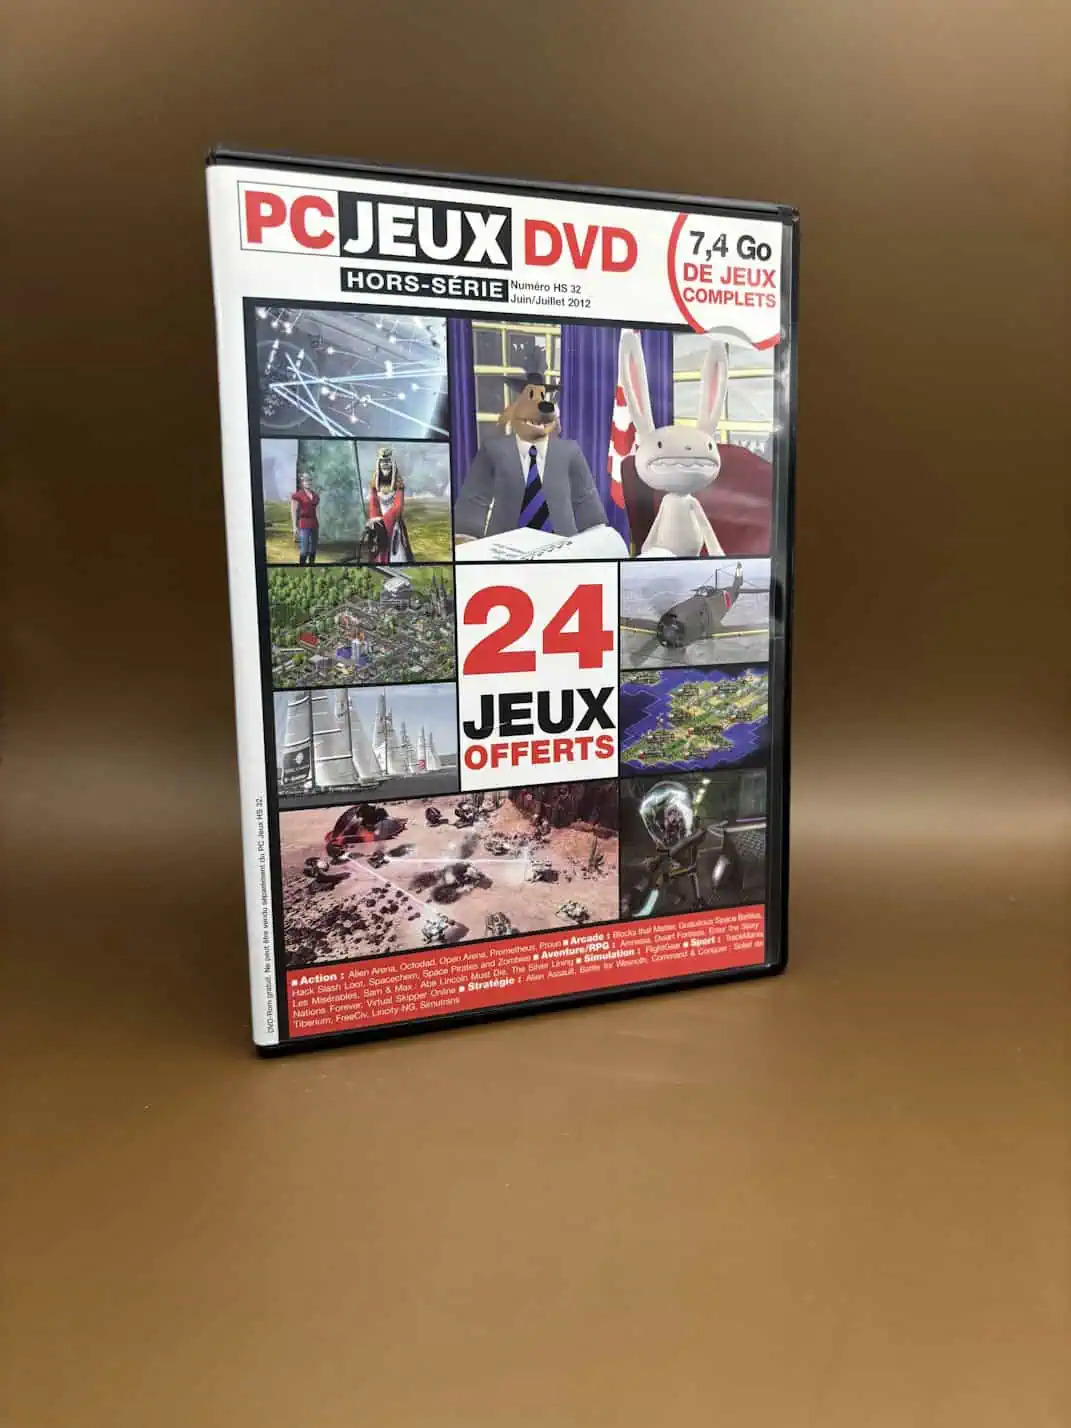 PC JEUX DVD
HORS-SÉRIE
Numéro HS 32
Juin/Juillet 2012
7,4 Go
DE JEUX
COMPLETS
24
JEUX
OFFERTS
■ Action : Alien Arena, Octodad, Open Arena, Prometheus, Proun ■ Arcade : Blocks that Matter, Gratuitous Space Battles,
Hack Slash Loot, Spacechem, Space Pirates and Zombies ■ Aventure/RPG : Amnesia, Dwarf Fortress, Enter the Story
Les Misérables, Sam & Max : Abe Lincoln Must Die, The Silver Lining ■ Simulation : FlightGear ■ Sport : TrackMania
Nations Forever, Virtual Skipper Online ■ Stratégie : Alien Assault, Battle for Wesnoth, Command & Conquer : Soleil de
Tiberium, FreeCiv, Lincity-NG, Simutrans
DVD-Rom gratuit. Ne peut être vendu séparément du PC Jeux HS 32.